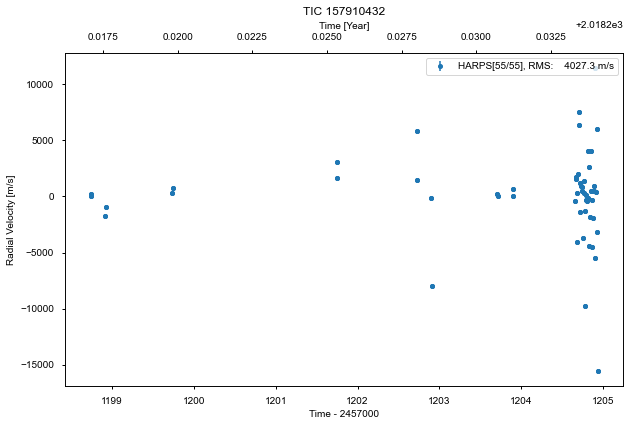 TIC 157910432
Time [Year]
+2.0182e3
0.0175 0.0200 0.0225 0.0250 0.0275 0.0300 0.0325
HARPS[55/55], RMS: 4027.3 m/s
10000
5000
0
−5000
−10000
−15000
Radial Velocity [m/s]
1199 1200 1201 1202 1203 1204 1205
Time - 2457000